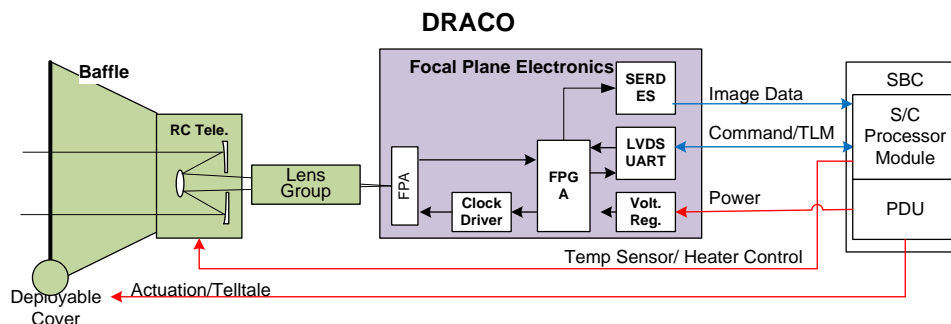 DRACO
Baffle
RC Tele.
Lens
Group
Deployable
Cover
Focal Plane Electronics
FPA
Clock
Driver
FPG
A
SERD
ES
LVDS
UART
Volt.
Reg.
Image Data
Command/TLM
Power
Temp Sensor/ Heater Control
Actuation/Telltale
SBC
S/C
Processor
Module
PDU